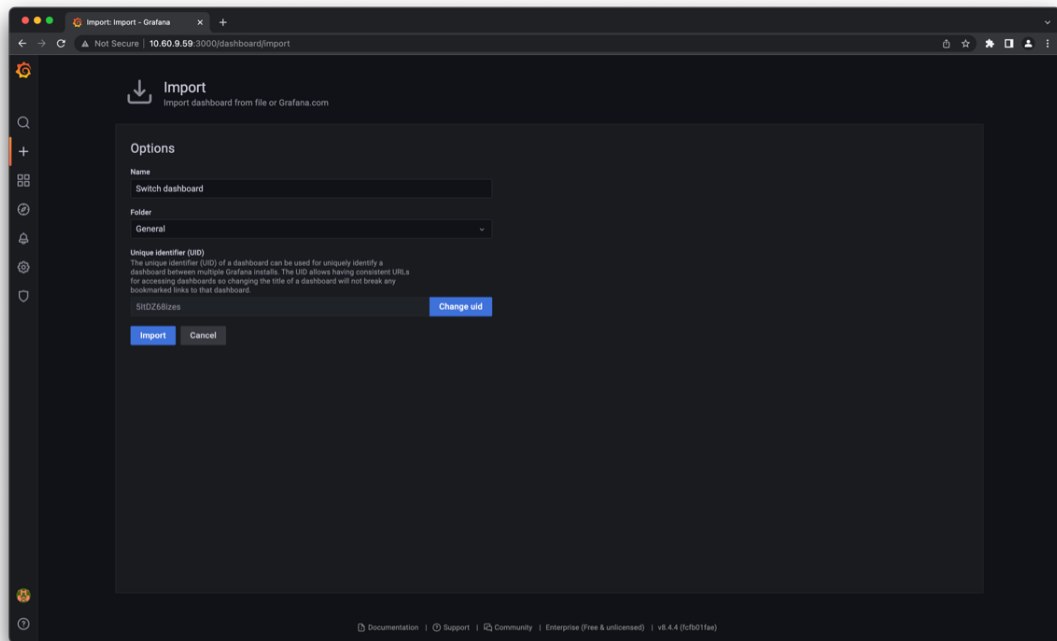 Import: Import - Grafana
Not Secure | 10.60.9.59:3000/dashboard/import
Import
Import dashboard from file or Grafana.com
Options
Name
Switch dashboard
Folder
General
Unique identifier (UID)
The unique identifier (UID) of a dashboard can be used for uniquely identify a
dashboard between multiple Grafana installs. The UID allows having consistent URLs
for accessing dashboards so changing the title of a dashboard will not break any
bookmarked links to that dashboard.
5ItDZ6Bizes
Change uid
Import
Cancel
Documentation | Support | Community | Enterprise (Free & unlicensed) | v8.4.4 (fcfb01fae)